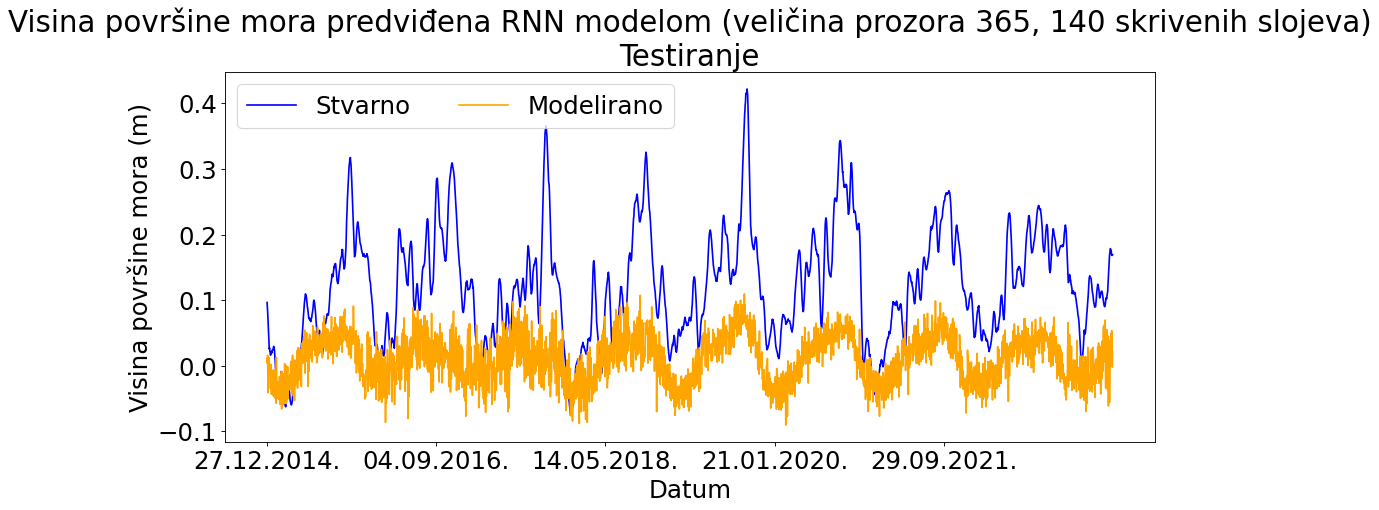 Visina površine mora predviđena RNN modelom (veličina prozora 365, 140 skrivenih slojeva)
Testiranje
Stvarno Modelirano
Visina površine mora (m)
0.4
0.3
0.2
0.1
0.0
−0.1
27.12.2014. 04.09.2016. 14.05.2018. 21.01.2020. 29.09.2021.
Datum